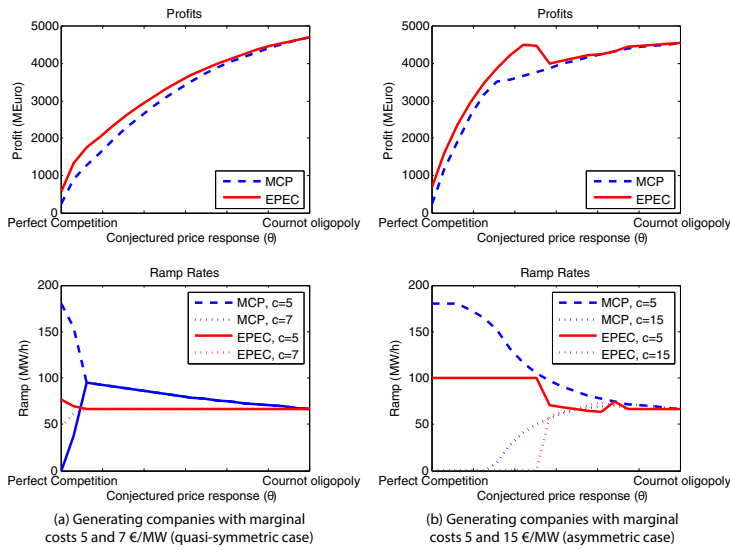 Profits
5000
4000
3000
2000
1000
0
Profit (MEuro)
MCP
EPEC
Perfect Competition
Cournot oligopoly
Conjectured price response (θ)
Profits
5000
4000
3000
2000
1000
0
Profit (MEuro)
MCP
EPEC
Perfect Competition
Cournot oligopoly
Conjectured price response (θ)
Ramp Rates
200
150
100
50
0
Ramp (MW/h)
MCP, c=5
MCP, c=7
EPEC, c=5
EPEC, c=7
Perfect Competition
Cournot oligopoly
Conjectured price response (θ)
Ramp Rates
200
150
100
50
0
Ramp (MW/h)
MCP, c=5
MCP, c=15
EPEC, c=5
EPEC, c=15
Perfect Competition
Cournot oligopoly
Conjectured price response (θ)
(a) Generating companies with marginal
costs 5 and 7 €/MW (quasi-symmetric case)
(b) Generating companies with marginal
costs 5 and 15 €/MW (asymmetric case)